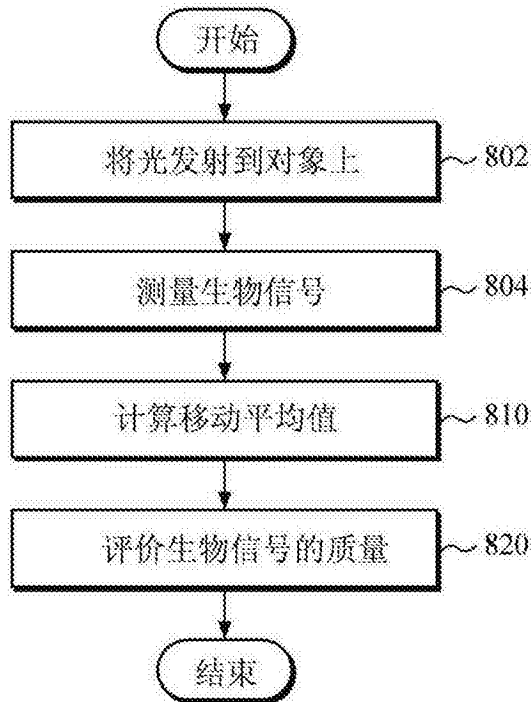 开始
将光发射到对象上
802
测量生物信号
804
计算移动平均值
810
评价生物信号的质量
820
结束